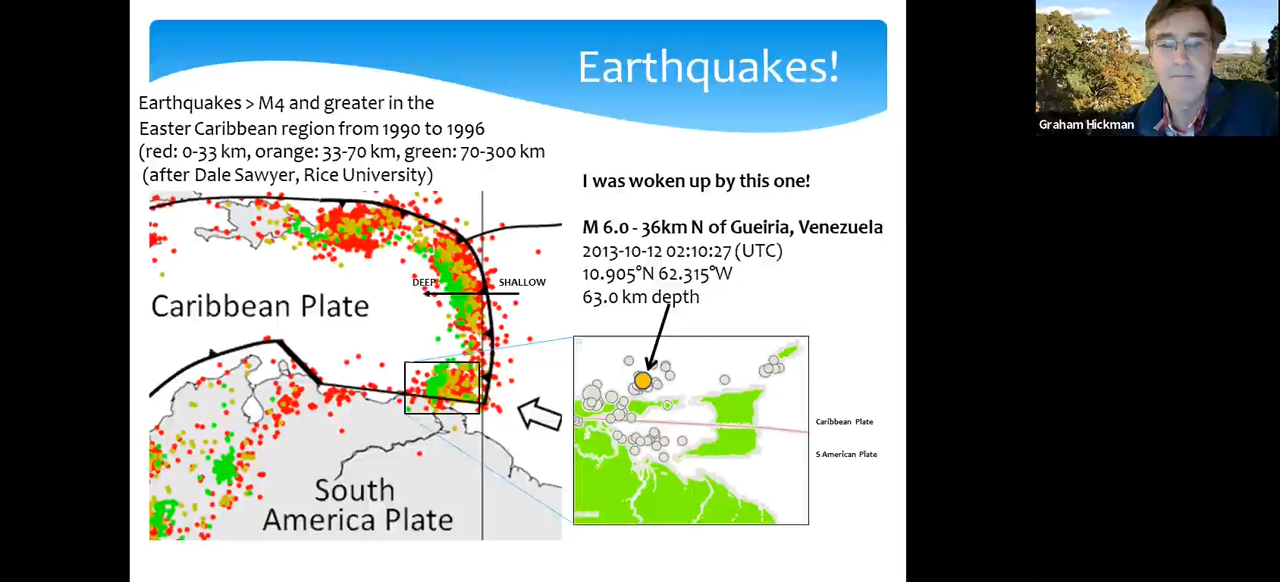 Earthquakes!
Earthquakes > M4 and greater in the
Easter Caribbean region from 1990 to 1996
(red: 0-33 km, orange: 33-70 km, green: 70-300 km
(after Dale Sawyer, Rice University)
I was woken up by this one!
M 6.0 - 36km N of Gueiria, Venezuela
2013-10-12 02:10:27 (UTC)
10.905°N 62.315°W
63.0 km depth
DEEP
SHALLOW
Caribbean Plate
South
America Plate
Caribbean Plate
S American Plate
Graham Hickman